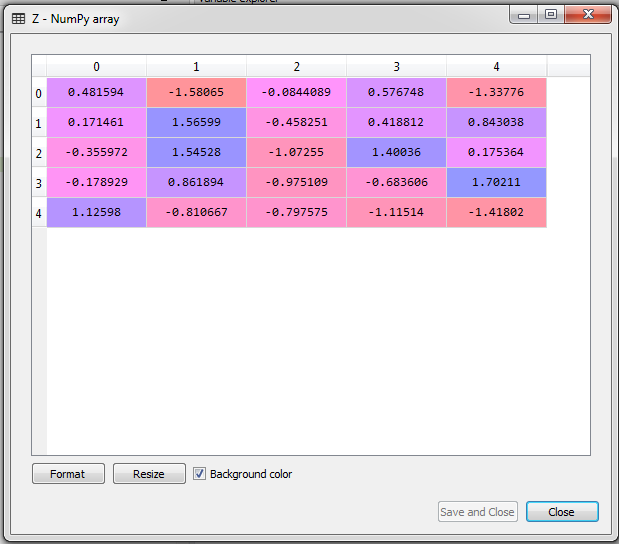 Variable explorer
Z - NumPy array
0 1 2 3 4
0 0.481594 -1.58065 -0.0844089 0.576748 -1.33776
1 0.171461 1.56599 -0.458251 0.418812 0.843038
2 -0.355972 1.54528 -1.07255 1.40036 0.175364
3 -0.178929 0.861894 -0.975109 -0.683606 1.70211
4 1.12598 -0.810667 -0.797575 -1.11514 -1.41802
Format Resize Background color
Save and Close Close